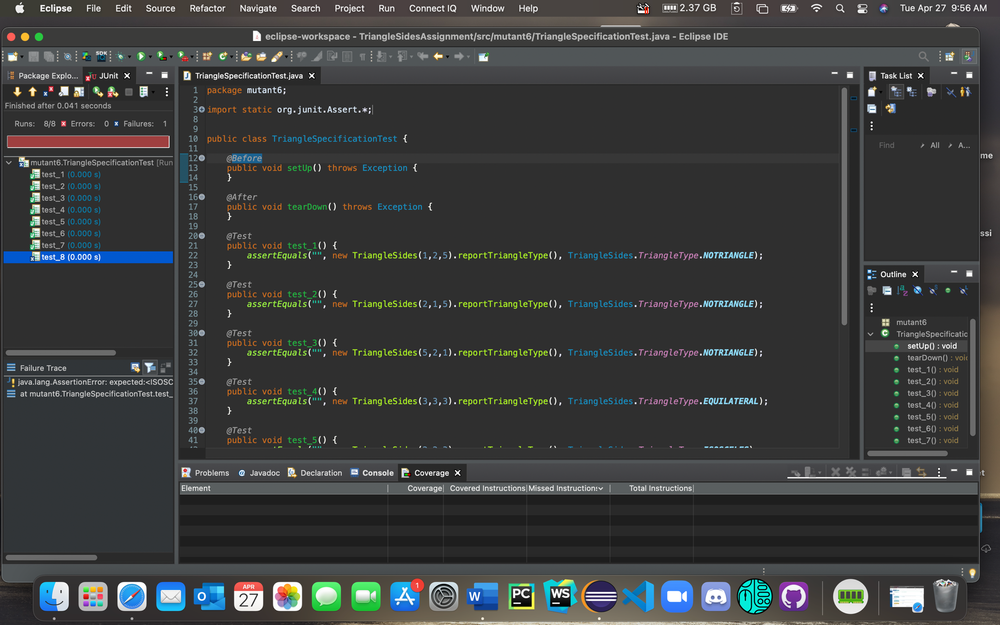 Eclipse File Edit Source Refactor Navigate Search Project Run Connect IQ Window Help 2.37 GB Tue Apr 27 9:56 AM
eclipse-workspace - TriangleSidesAssignment/src/mutant6/TriangleSpecificationTest.java - Eclipse IDE
SDK
Package Explo... JUnit
Finished after 0.041 seconds
Runs: 8/8 Errors: 0 Failures: 1
mutant6.TriangleSpecificationTest [Run
test_1 (0.000 s)
test_2 (0.000 s)
test_3 (0.000 s)
test_4 (0.000 s)
test_5 (0.000 s)
test_6 (0.000 s)
test_7 (0.000 s)
test_8 (0.000 s)
Failure Trace
java.lang.AssertionError: expected:<ISOSC
at mutant6.TriangleSpecificationTest.test_
TriangleSpecificationTest.java
1 package mutant6;
2
3 import static org.junit.Assert.*;
8
9
10 public class TriangleSpecificationTest {
11
12 @Before
13 public void setUp() throws Exception {
14 }
15
16 @After
17 public void tearDown() throws Exception {
18 }
19
20 @Test
21 public void test_1() {
22 assertEquals("", new TriangleSides(1,2,5).reportTriangleType(), TriangleSides.TriangleType.NOTRIANGLE);
23 }
24
25 @Test
26 public void test_2() {
27 assertEquals("", new TriangleSides(2,1,5).reportTriangleType(), TriangleSides.TriangleType.NOTRIANGLE);
28 }
29
30 @Test
31 public void test_3() {
32 assertEquals("", new TriangleSides(5,2,1).reportTriangleType(), TriangleSides.TriangleType.NOTRIANGLE);
33 }
34
35 @Test
36 public void test_4() {
37 assertEquals("", new TriangleSides(3,3,3).reportTriangleType(), TriangleSides.TriangleType.EQUILATERAL);
38 }
39
40 @Test
41 public void test_5() {
Task List
Find All A...
Outline
mutant6
TriangleSpecificatio
setUp() : void
tearDown() : voi
test_1() : void
test_2() : void
test_3() : void
test_4() : void
test_5() : void
test_6() : void
test_7() : void
Problems Javadoc Declaration Console Coverage
Element Coverage Covered Instructions Missed Instructions Total Instructions
me
ssi
et
APR
27
1
W
PC
WS